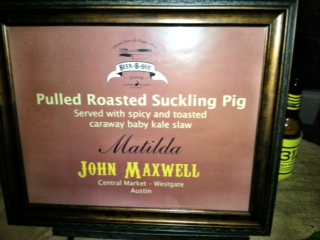 BEER-B-QUE
Pulled Roasted Suckling Pig
Served with spicy and toasted
caraway baby kale slaw
Matilda
JOHN MAXWELL
Central Market - Westgate
Austin